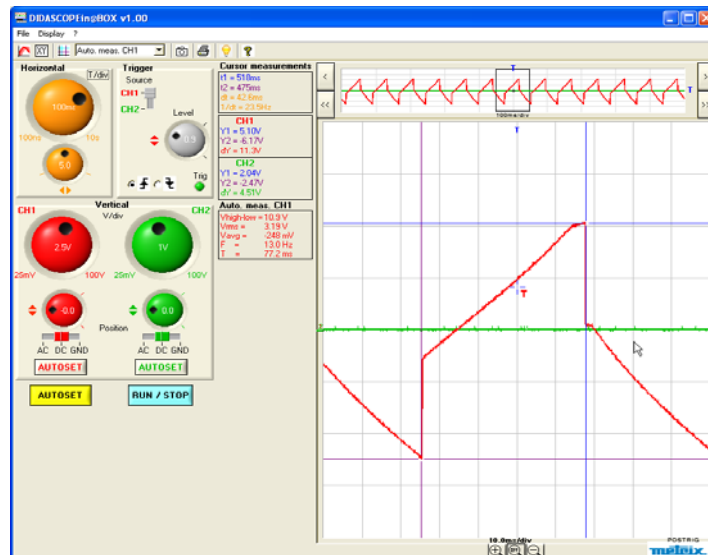 DIDASCOPEin@BOX v1.00
File Display ?
XY
Auto. meas. CH1
Horizontal
T/div
100ms
100ns
10s
5.0
Trigger
Source
CH1
CH2
Level
0.3
Trig
Vertical
CH1
V/div
CH2
2.5V
1V
25mV
100V
25mV
100V
-0.0
0.0
Position
AC DC GND
AC DC GND
AUTOSET
AUTOSET
AUTOSET
RUN / STOP
Cursor measurements
t1 = 518ms
t2 = 475ms
dt = 42.6ms
1/dt = 23.5Hz
CH1
Y1 = 5.10V
Y2 = -6.17V
dY = 11.3V
CH2
Y1 = 2.04V
Y2 = -2.47V
dY = 4.51V
Auto. meas. CH1
Vhigh-low = 10.9 V
Vrms = 3.19 V
Vavg = -248 mV
F = 13.0 Hz
T = 77.2 ms
<
<<
T
T
>
>>
100ms/div
T
T
10.0ms/div
POSTRIG
metrix